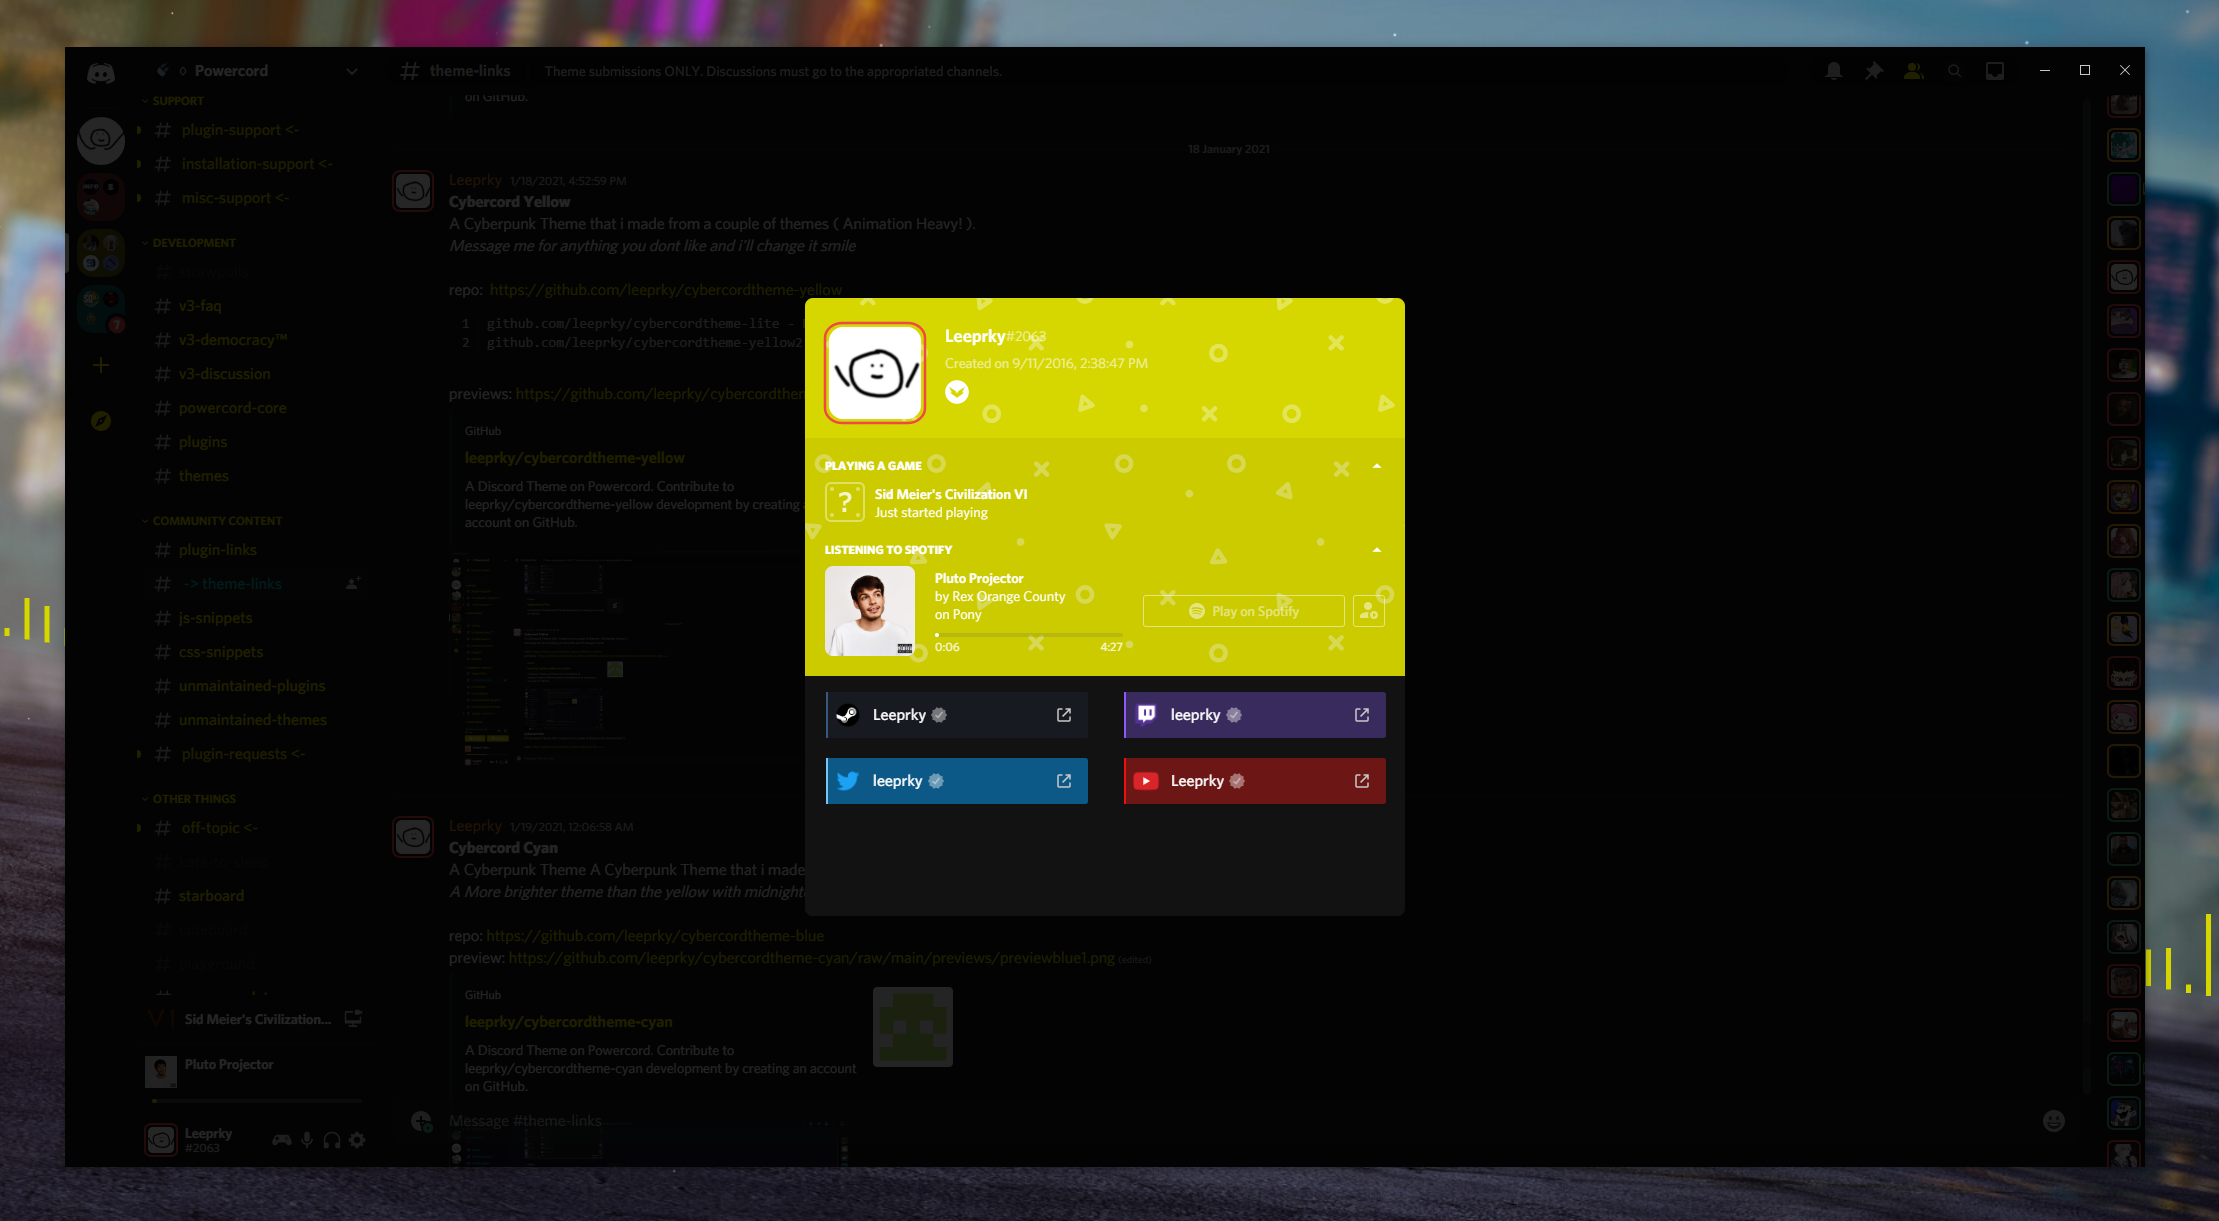 Powercord
theme-links
Theme submissions ONLY. Discussions must go to the appropriated channels.
SUPPORT
plugin-support <-
installation-support <-
misc-support <-
DEVELOPMENT
v3-faq
v3-democracy™
v3-discussion
powercord-core
plugins
themes
COMMUNITY CONTENT
plugin-links
-> theme-links
js-snippets
css-snippets
unmaintained-plugins
unmaintained-themes
plugin-requests <-
OTHER THINGS
off-topic <-
starboard
Sid Meier's Civilization...
Pluto Projector
Leeprky
#2063
7
on GitHub.
18 January 2021
Leeprky 1/18/2021, 4:52:59 PM
Cybercord Yellow
A Cyberpunk Theme that i made from a couple of themes ( Animation Heavy! ).
Message me for anything you dont like and i'll change it smile
repo: https://github.com/leeprky/cybercordtheme-yellow
1 github.com/leeprky/cybercordtheme-lite -
2 github.com/leeprky/cybercordtheme-yellow2
previews: https://github.com/leeprky/cybercordther
GitHub
leeprky/cybercordtheme-yellow
A Discord Theme on Powercord. Contribute to
leeprky/cybercordtheme-yellow development by creating
account on GitHub.
Leeprky 1/19/2021, 12:06:58 AM
Cybercord Cyan
A Cyberpunk Theme A Cyberpunk Theme that i made
A More brighter theme than the yellow with midnight
repo: https://github.com/leeprky/cybercordtheme-blue
preview: https://github.com/leeprky/cybercordtheme-cyan/raw/main/previews/previewblue1.png (edited)
GitHub
leeprky/cybercordtheme-cyan
A Discord Theme on Powercord. Contribute to
leeprky/cybercordtheme-cyan development by creating an account
on GitHub.
Message #theme-links
Leeprky#2063
Created on 9/11/2016, 2:38:47 PM
PLAYING A GAME
?
Sid Meier's Civilization VI
Just started playing
LISTENING TO SPOTIFY
Pluto Projector
by Rex Orange County
on Pony
0:06
4:27
Play on Spotify
Leeprky
leeprky
leeprky
Leeprky